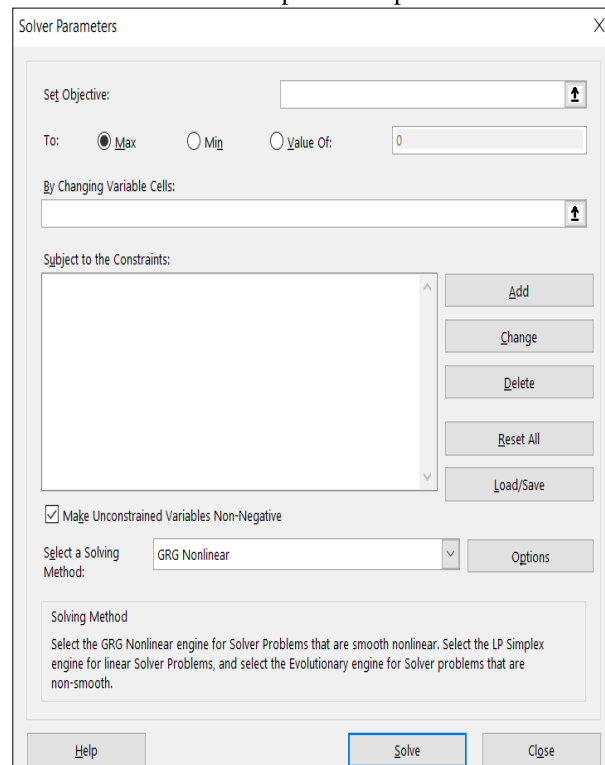 Solver Parameters X
Set Objective:
To: Max Min Value Of: 0
By Changing Variable Cells:
Subject to the Constraints:
Add
Change
Delete
Reset All
Load/Save
Make Unconstrained Variables Non-Negative
Select a Solving
Method:
GRG Nonlinear
Options
Solving Method
Select the GRG Nonlinear engine for Solver Problems that are smooth nonlinear. Select the LP Simplex
engine for linear Solver Problems, and select the Evolutionary engine for Solver problems that are
non-smooth.
Help Solve Close